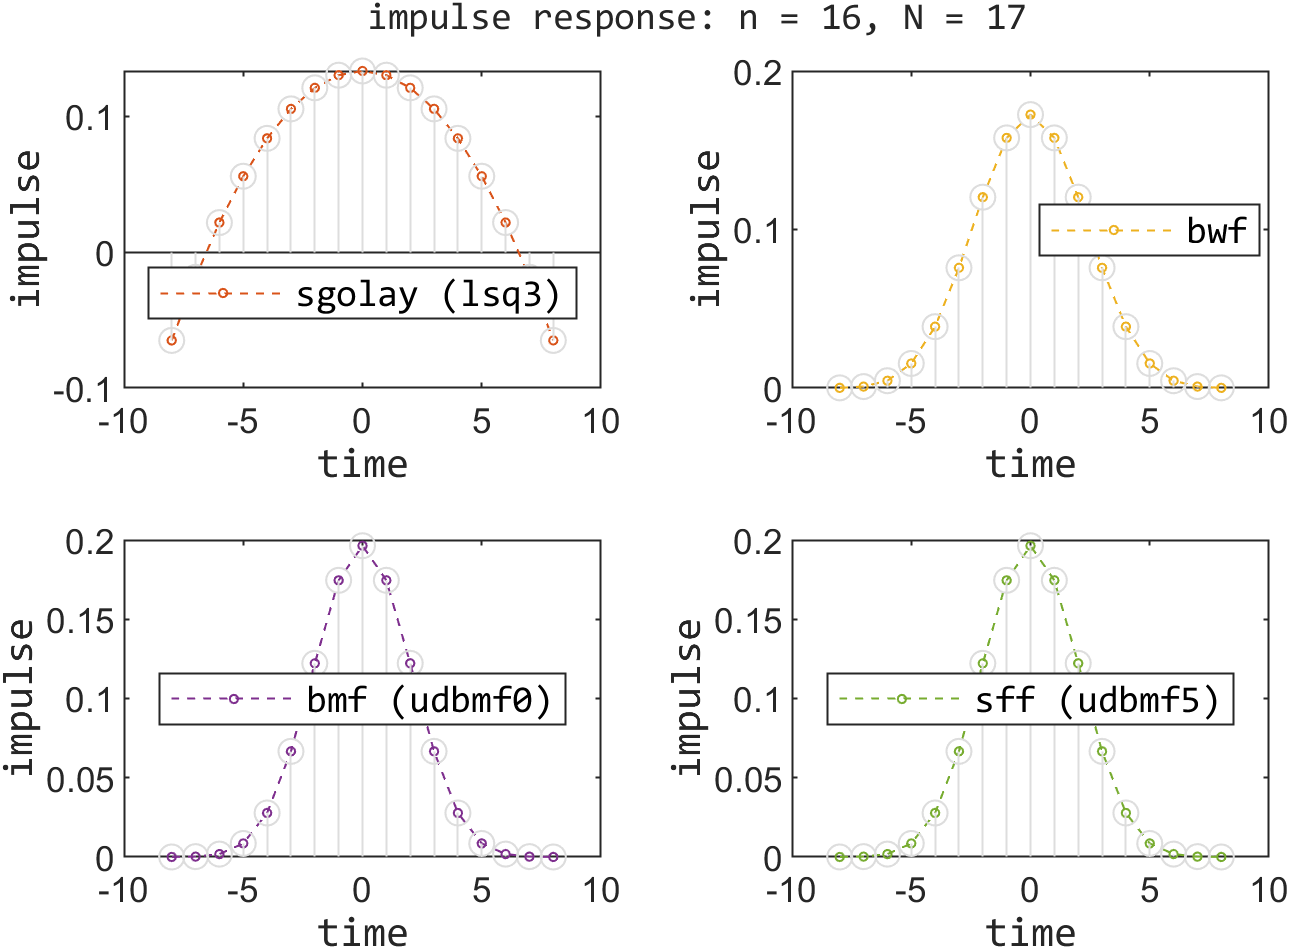 impulse response: n = 16, N = 17
impulse
0.1
0
-0.1
-10 -5 0 5 10
time
sgolay (lsq3)
impulse
0.2
0.1
0
-10 -5 0 5 10
time
bwf
impulse
0.2
0.15
0.1
0.05
0
-10 -5 0 5 10
time
bmf (udbmf0)
impulse
0.2
0.15
0.1
0.05
0
-10 -5 0 5 10
time
sff (udbmf5)